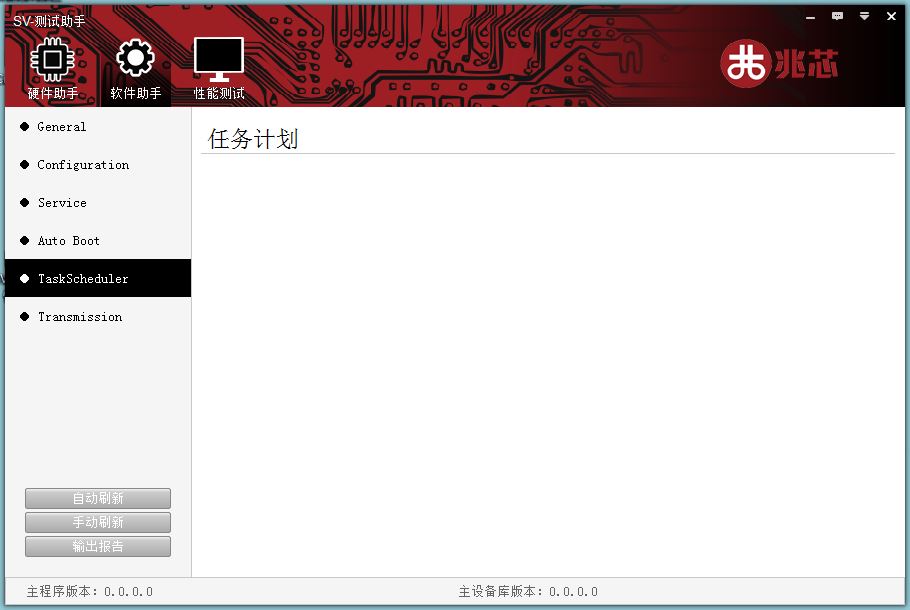 SV-测试助手
硬件助手
软件助手
性能测试
兆芯
General
Configuration
Service
Auto Boot
TaskScheduler
Transmission
任务计划
自动刷新
手动刷新
输出报告
主程序版本: 0.0.0.0
主设备库版本: 0.0.0.0